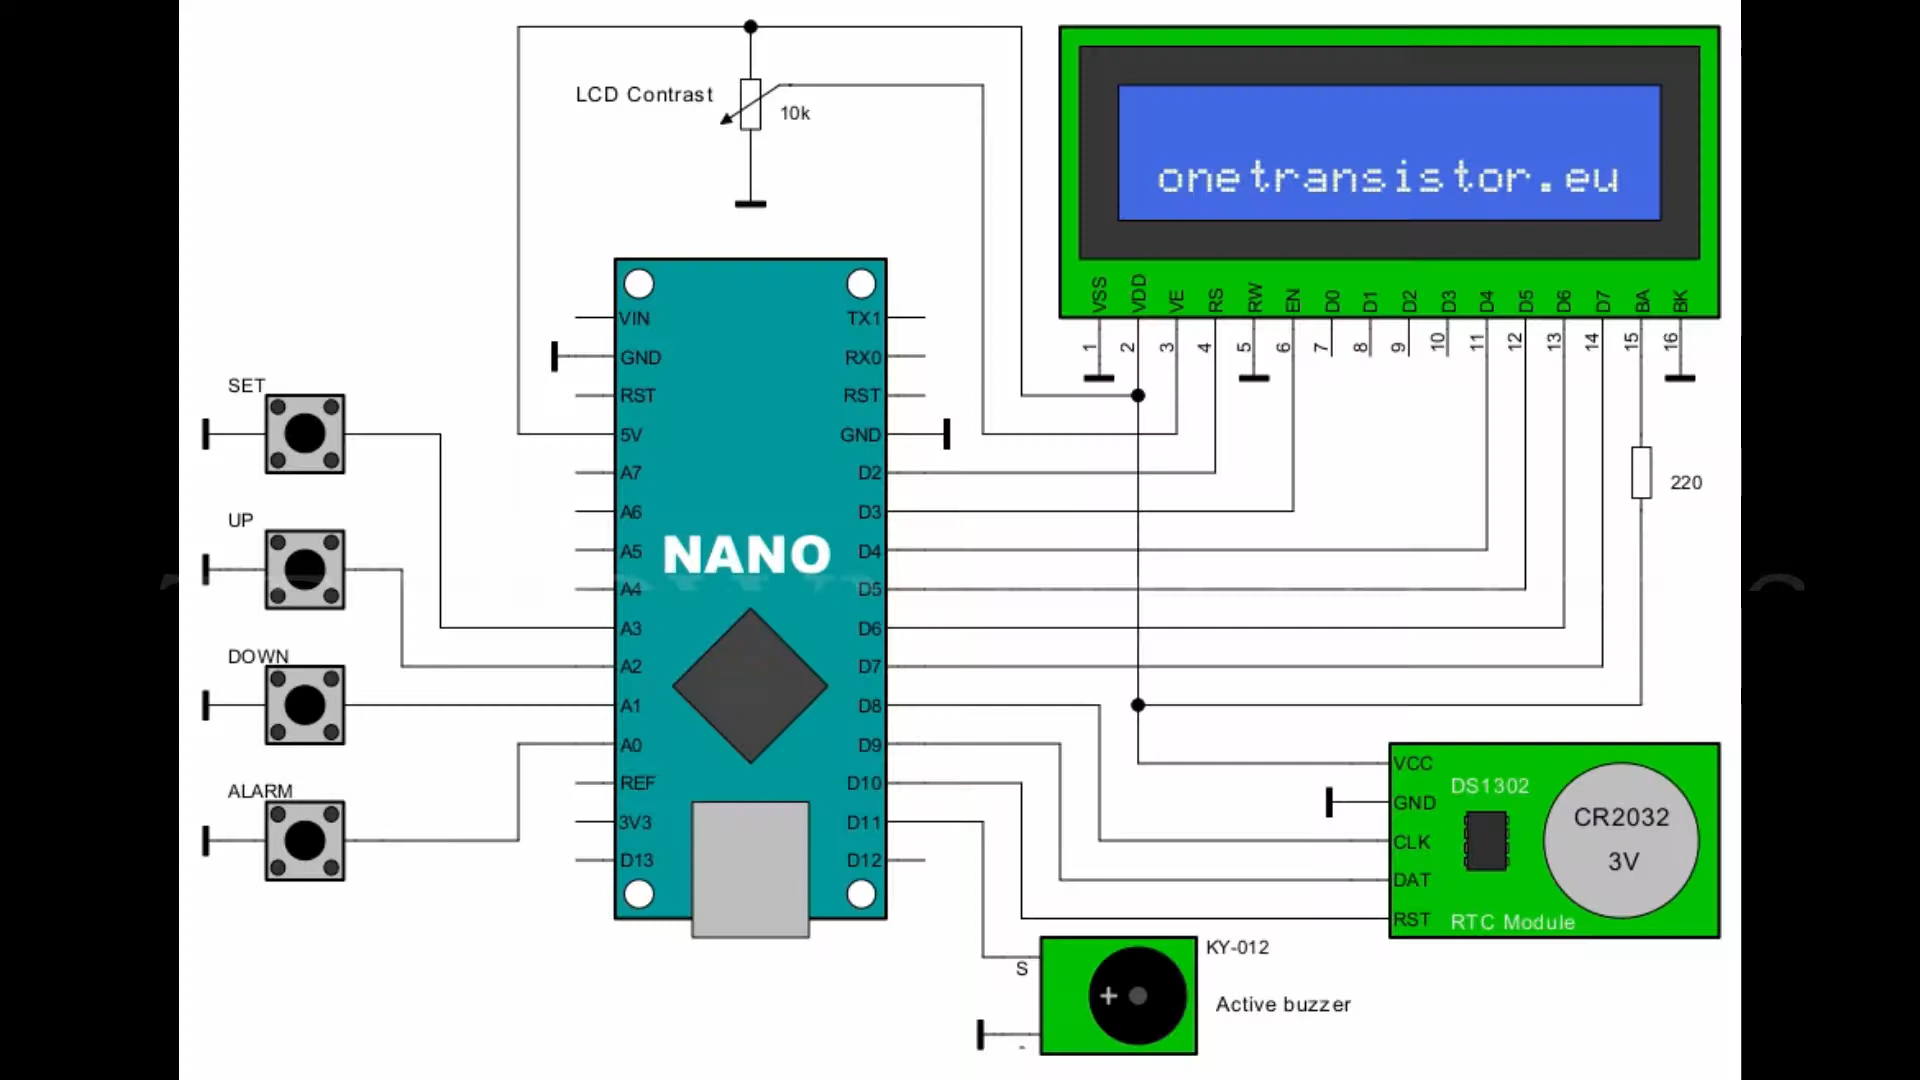 LCD Contrast
10k
onetransistor.eu
VSS VDD VE RS RW EN D0 D1 D2 D3 D4 D5 D6 D7 BA BK
1 2 3 4 5 6 7 8 9 10 11 12 13 14 15 16
VIN TX1
GND RX0
RST RST
5V GND
A7 D2
A6 D3
A5 D4
NANO
A4 D5
A3 D6
A2 D7
A1 D8
A0 D9
REF D10
3V3 D11
D13 D12
SET
UP
DOWN
ALARM
220
VCC
GND
CLK
DAT
RST
DS1302
RTC Module
CR2032
3V
KY-012
S
-
+
Active buzzer